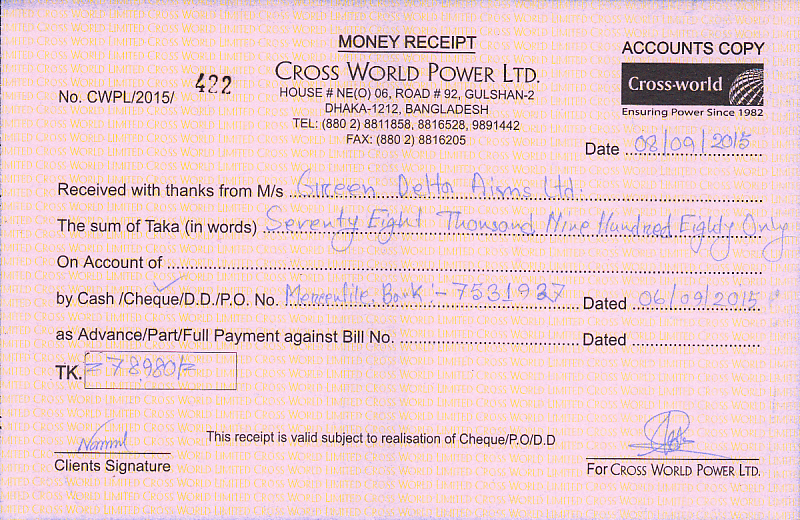 MONEY RECEIPT
ACCOUNTS COPY
CROSS WORLD POWER LTD.
Cross-world
No. CWPL/2015/ 422
HOUSE # NE(O) 06, ROAD # 92, GULSHAN-2
DHAKA-1212, BANGLADESH
Ensuring Power Since 1982
TEL: (880 2) 8811858, 8816528, 9891442
FAX: (880 2) 8816205
Date 08/09/2015
Received with thanks from M/s Green Delta Aims Ltd.
The sum of Taka (in words) Seventy Eight Thousand Nine Hundred Eighty Only
On Account of
by Cash /Cheque/D.D./P.O. No. Mercentile Bank :- 7531927 Dated 06/09/2015
as Advance/Part/Full Payment against Bill No. Dated
TK. = 78,980/=
This receipt is valid subject to realisation of Cheque/P.O/D.D
Clients Signature
For CROSS WORLD POWER LTD.